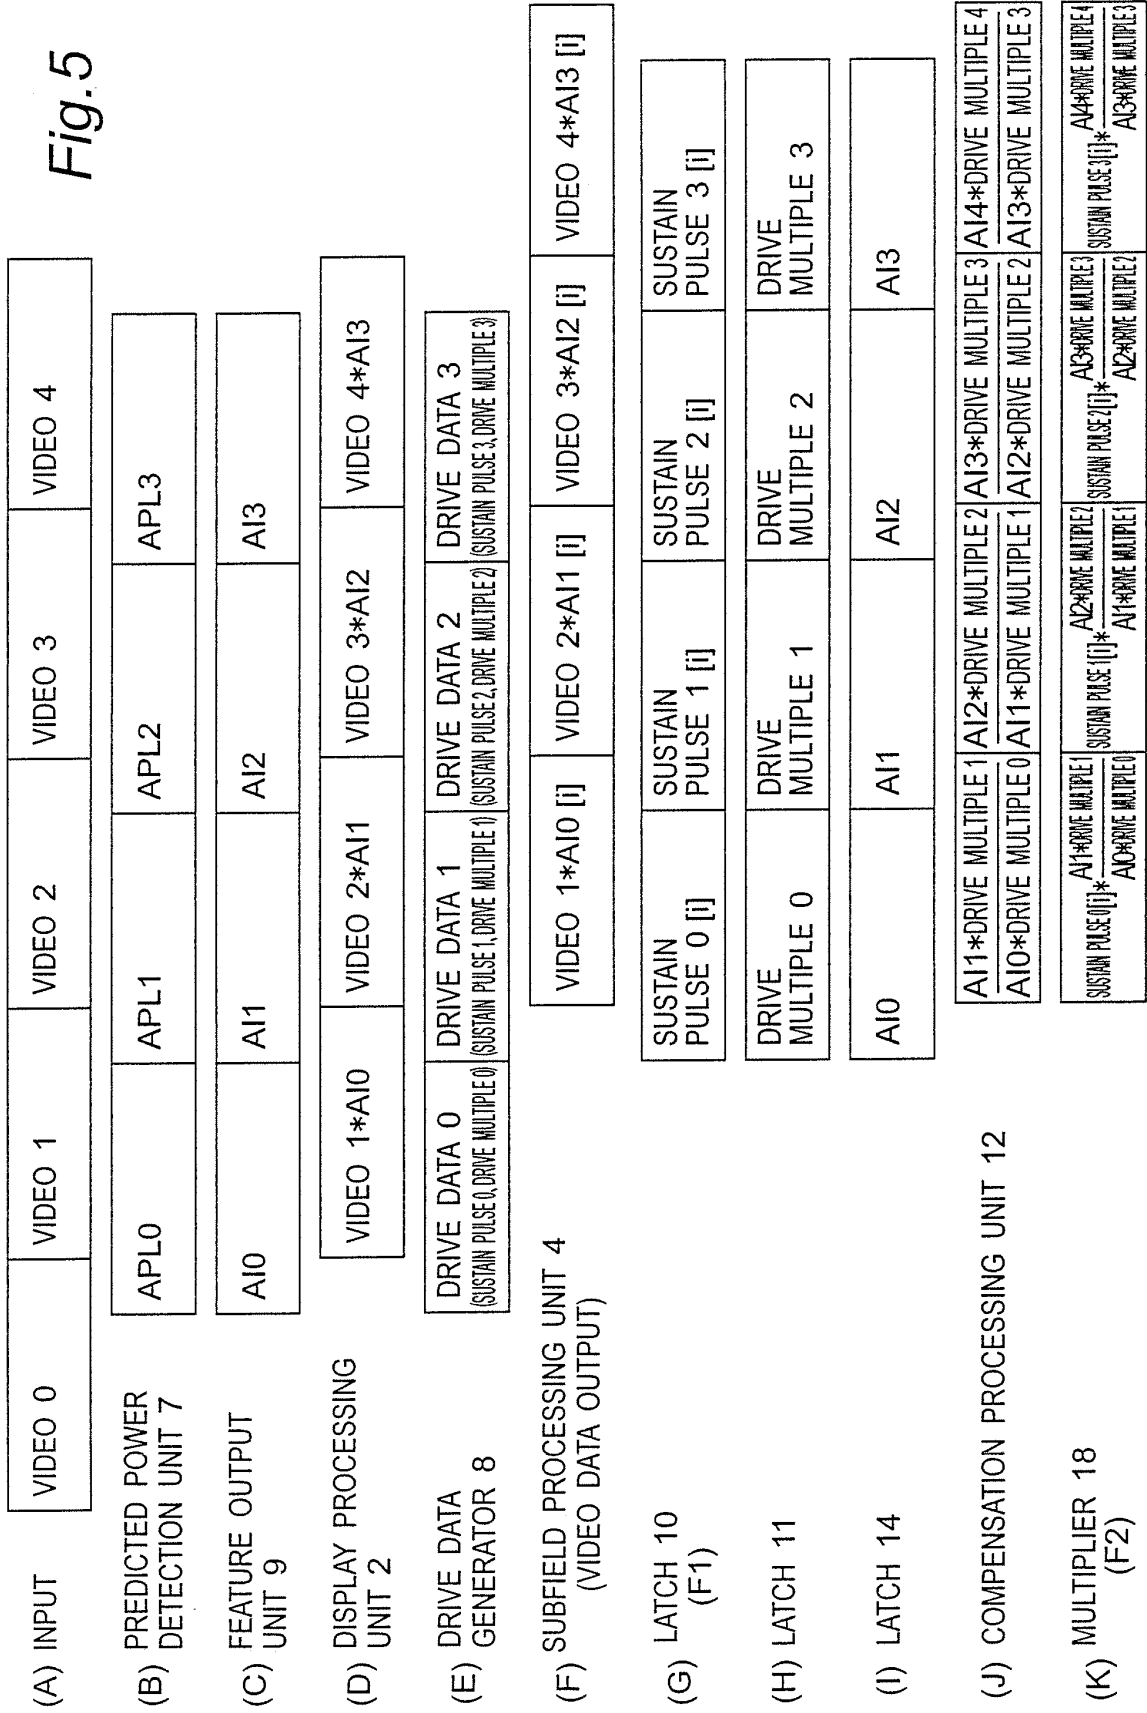 Fig.5
(A) INPUT
VIDEO 0
VIDEO 1
VIDEO 2
VIDEO 3
VIDEO 4
(B) PREDICTED POWER
DETECTION UNIT 7
APL0
APL1
APL2
APL3
(C) FEATURE OUTPUT
UNIT 9
AI0
AI1
AI2
AI3
(D) DISPLAY PROCESSING
UNIT 2
VIDEO 1*AI0
VIDEO 2*AI1
VIDEO 3*AI2
VIDEO 4*AI3
(E) DRIVE DATA
GENERATOR 8
DRIVE DATA 0
(SUSTAIN PULSE 0,DRIVE MULTIPLE 0)
DRIVE DATA 1
(SUSTAIN PULSE 1,DRIVE MULTIPLE 1)
DRIVE DATA 2
(SUSTAIN PULSE 2,DRIVE MULTIPLE 2)
DRIVE DATA 3
(SUSTAIN PULSE 3,DRIVE MULTIPLE 3)
(F) SUBFIELD PROCESSING UNIT 4
(VIDEO DATA OUTPUT)
VIDEO 1*AI0 [i]
VIDEO 2*AI1 [i]
VIDEO 3*AI2 [i]
VIDEO 4*AI3 [i]
(G) LATCH 10
(F1)
SUSTAIN
PULSE 0 [i]
SUSTAIN
PULSE 1 [i]
SUSTAIN
PULSE 2 [i]
SUSTAIN
PULSE 3 [i]
(H) LATCH 11
DRIVE
MULTIPLE 0
DRIVE
MULTIPLE 1
DRIVE
MULTIPLE 2
DRIVE
MULTIPLE 3
(I) LATCH 14
AI0
AI1
AI2
AI3
(J) COMPENSATION PROCESSING UNIT 12
AI1*DRIVE MULTIPLE 1
AI0*DRIVE MULTIPLE 0
AI2*DRIVE MULTIPLE 2
AI1*DRIVE MULTIPLE 1
AI3*DRIVE MULTIPLE 3
AI2*DRIVE MULTIPLE 2
AI4*DRIVE MULTIPLE 4
AI3*DRIVE MULTIPLE 3
(K) MULTIPLIER 18
(F2)
SUSTAIN PULSE 0[i]*
AI1*DRIVE MULTIPLE 1
AI0*DRIVE MULTIPLE 0
SUSTAIN PULSE 1[i]*
AI2*DRIVE MULTIPLE 2
AI1*DRIVE MULTIPLE 1
SUSTAIN PULSE 2[i]*
AI3*DRIVE MULTIPLE 3
AI2*DRIVE MULTIPLE 2
SUSTAIN PULSE 3[i]*
AI4*DRIVE MULTIPLE 4
AI3*DRIVE MULTIPLE 3